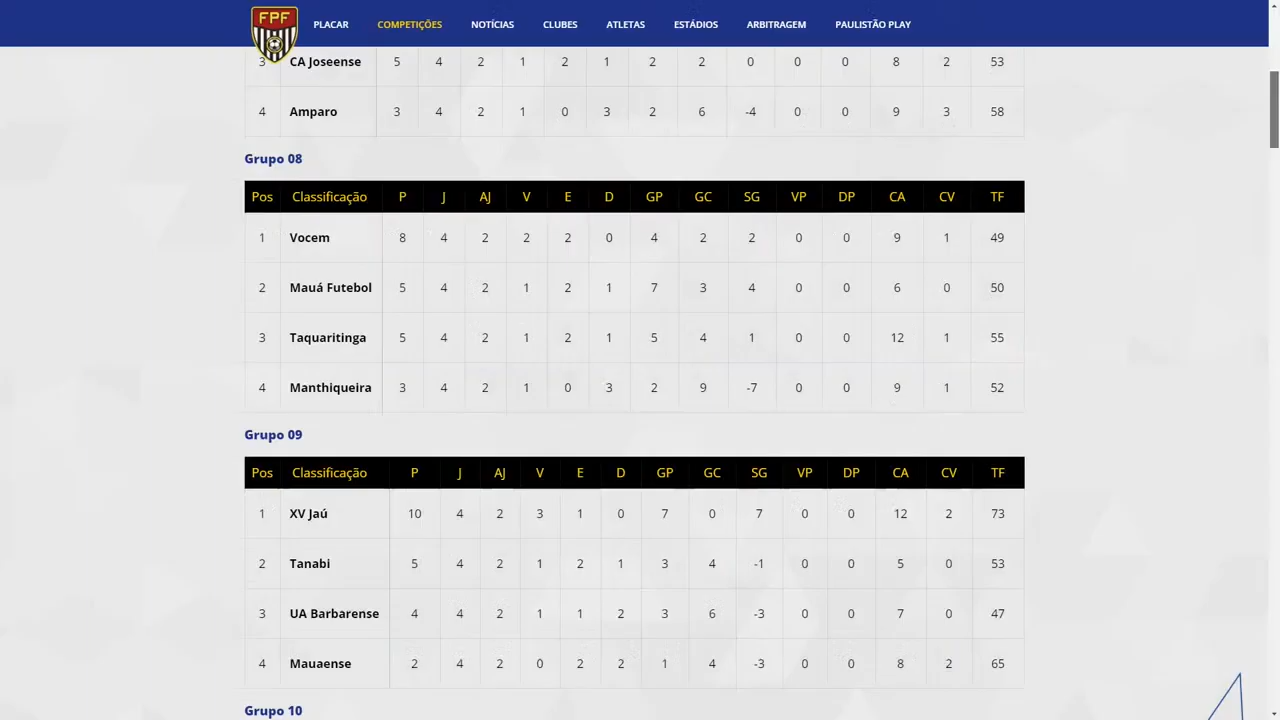 FPF PLACAR COMPETIÇÕES NOTÍCIAS CLUBES ATLETAS ESTÁDIOS ARBITRAGEM PAULISTÃO PLAY
3 CA Joseense 5 4 2 1 2 1 2 2 0 0 0 8 2 53
4 Amparo 3 4 2 1 0 3 2 6 -4 0 0 9 3 58
Grupo 08
Pos Classificação P J AJ V E D GP GC SG VP DP CA CV TF
1 Vocem 8 4 2 2 2 0 4 2 2 0 0 9 1 49
2 Mauá Futebol 5 4 2 1 2 1 7 3 4 0 0 6 0 50
3 Taquaritinga 5 4 2 1 2 1 5 4 1 0 0 12 1 55
4 Manthiqueira 3 4 2 1 0 3 2 9 -7 0 0 9 1 52
Grupo 09
Pos Classificação P J AJ V E D GP GC SG VP DP CA CV TF
1 XV Jaú 10 4 2 3 1 0 7 0 7 0 0 12 2 73
2 Tanabi 5 4 2 1 2 1 3 4 -1 0 0 5 0 53
3 UA Barbarense 4 4 2 1 1 2 3 6 -3 0 0 7 0 47
4 Mauaense 2 4 2 0 2 2 1 4 -3 0 0 8 2 65
Grupo 10